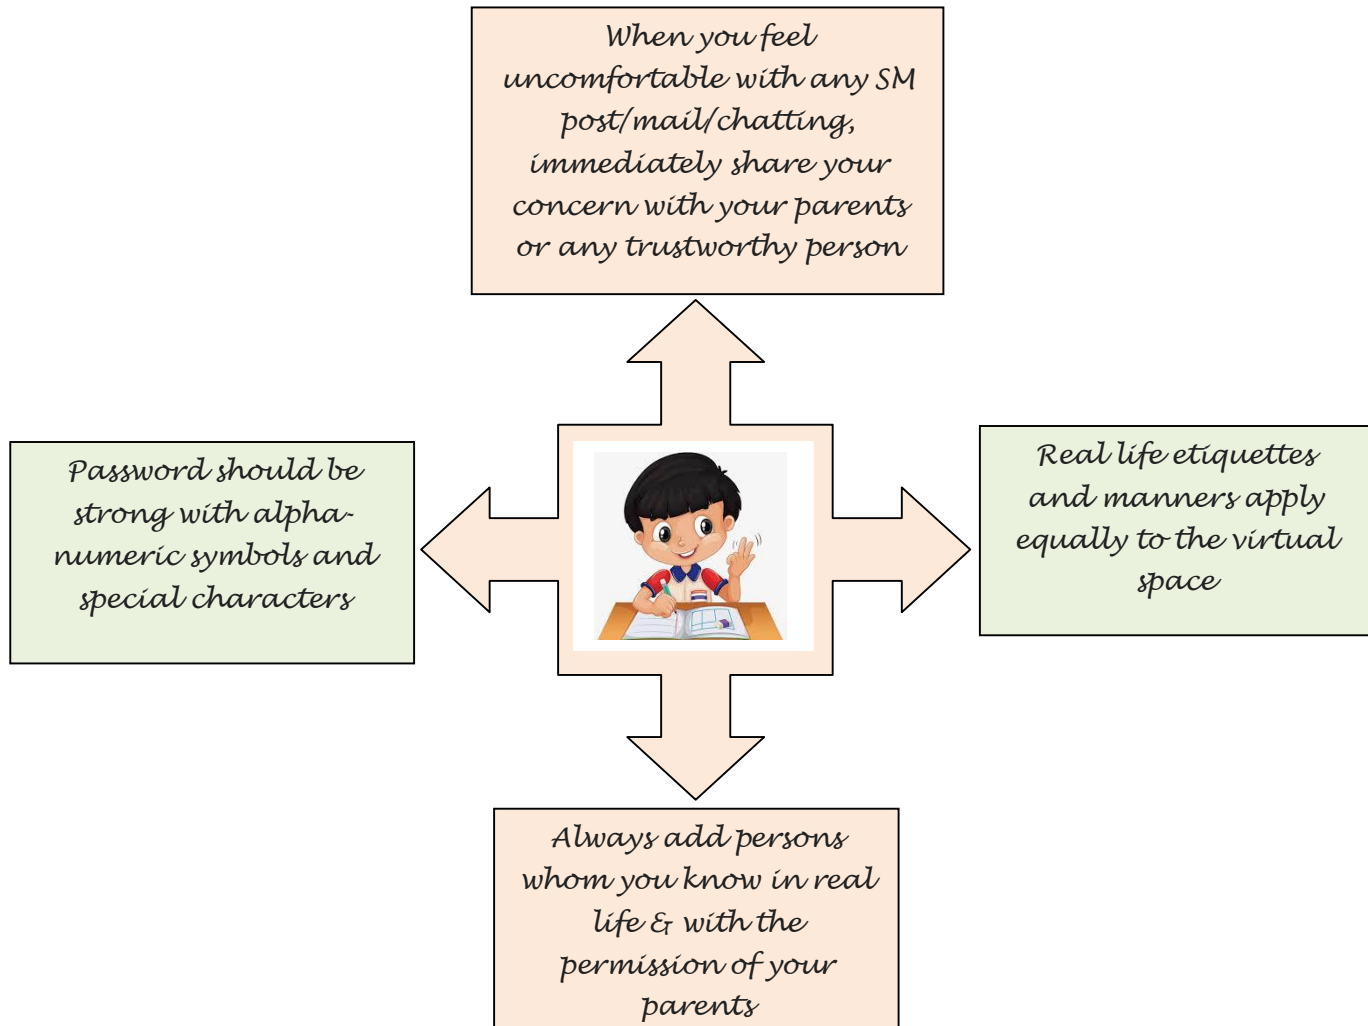 When you feel
uncomfortable with any SM
post/mail/chatting,
immediately share your
concern with your parents
or any trustworthy person
Password should be
strong with alpha-
numeric symbols and
special characters
Real life etiquettes
and manners apply
equally to the virtual
space
Always add persons
whom you know in real
life & with the
permission of your
parents